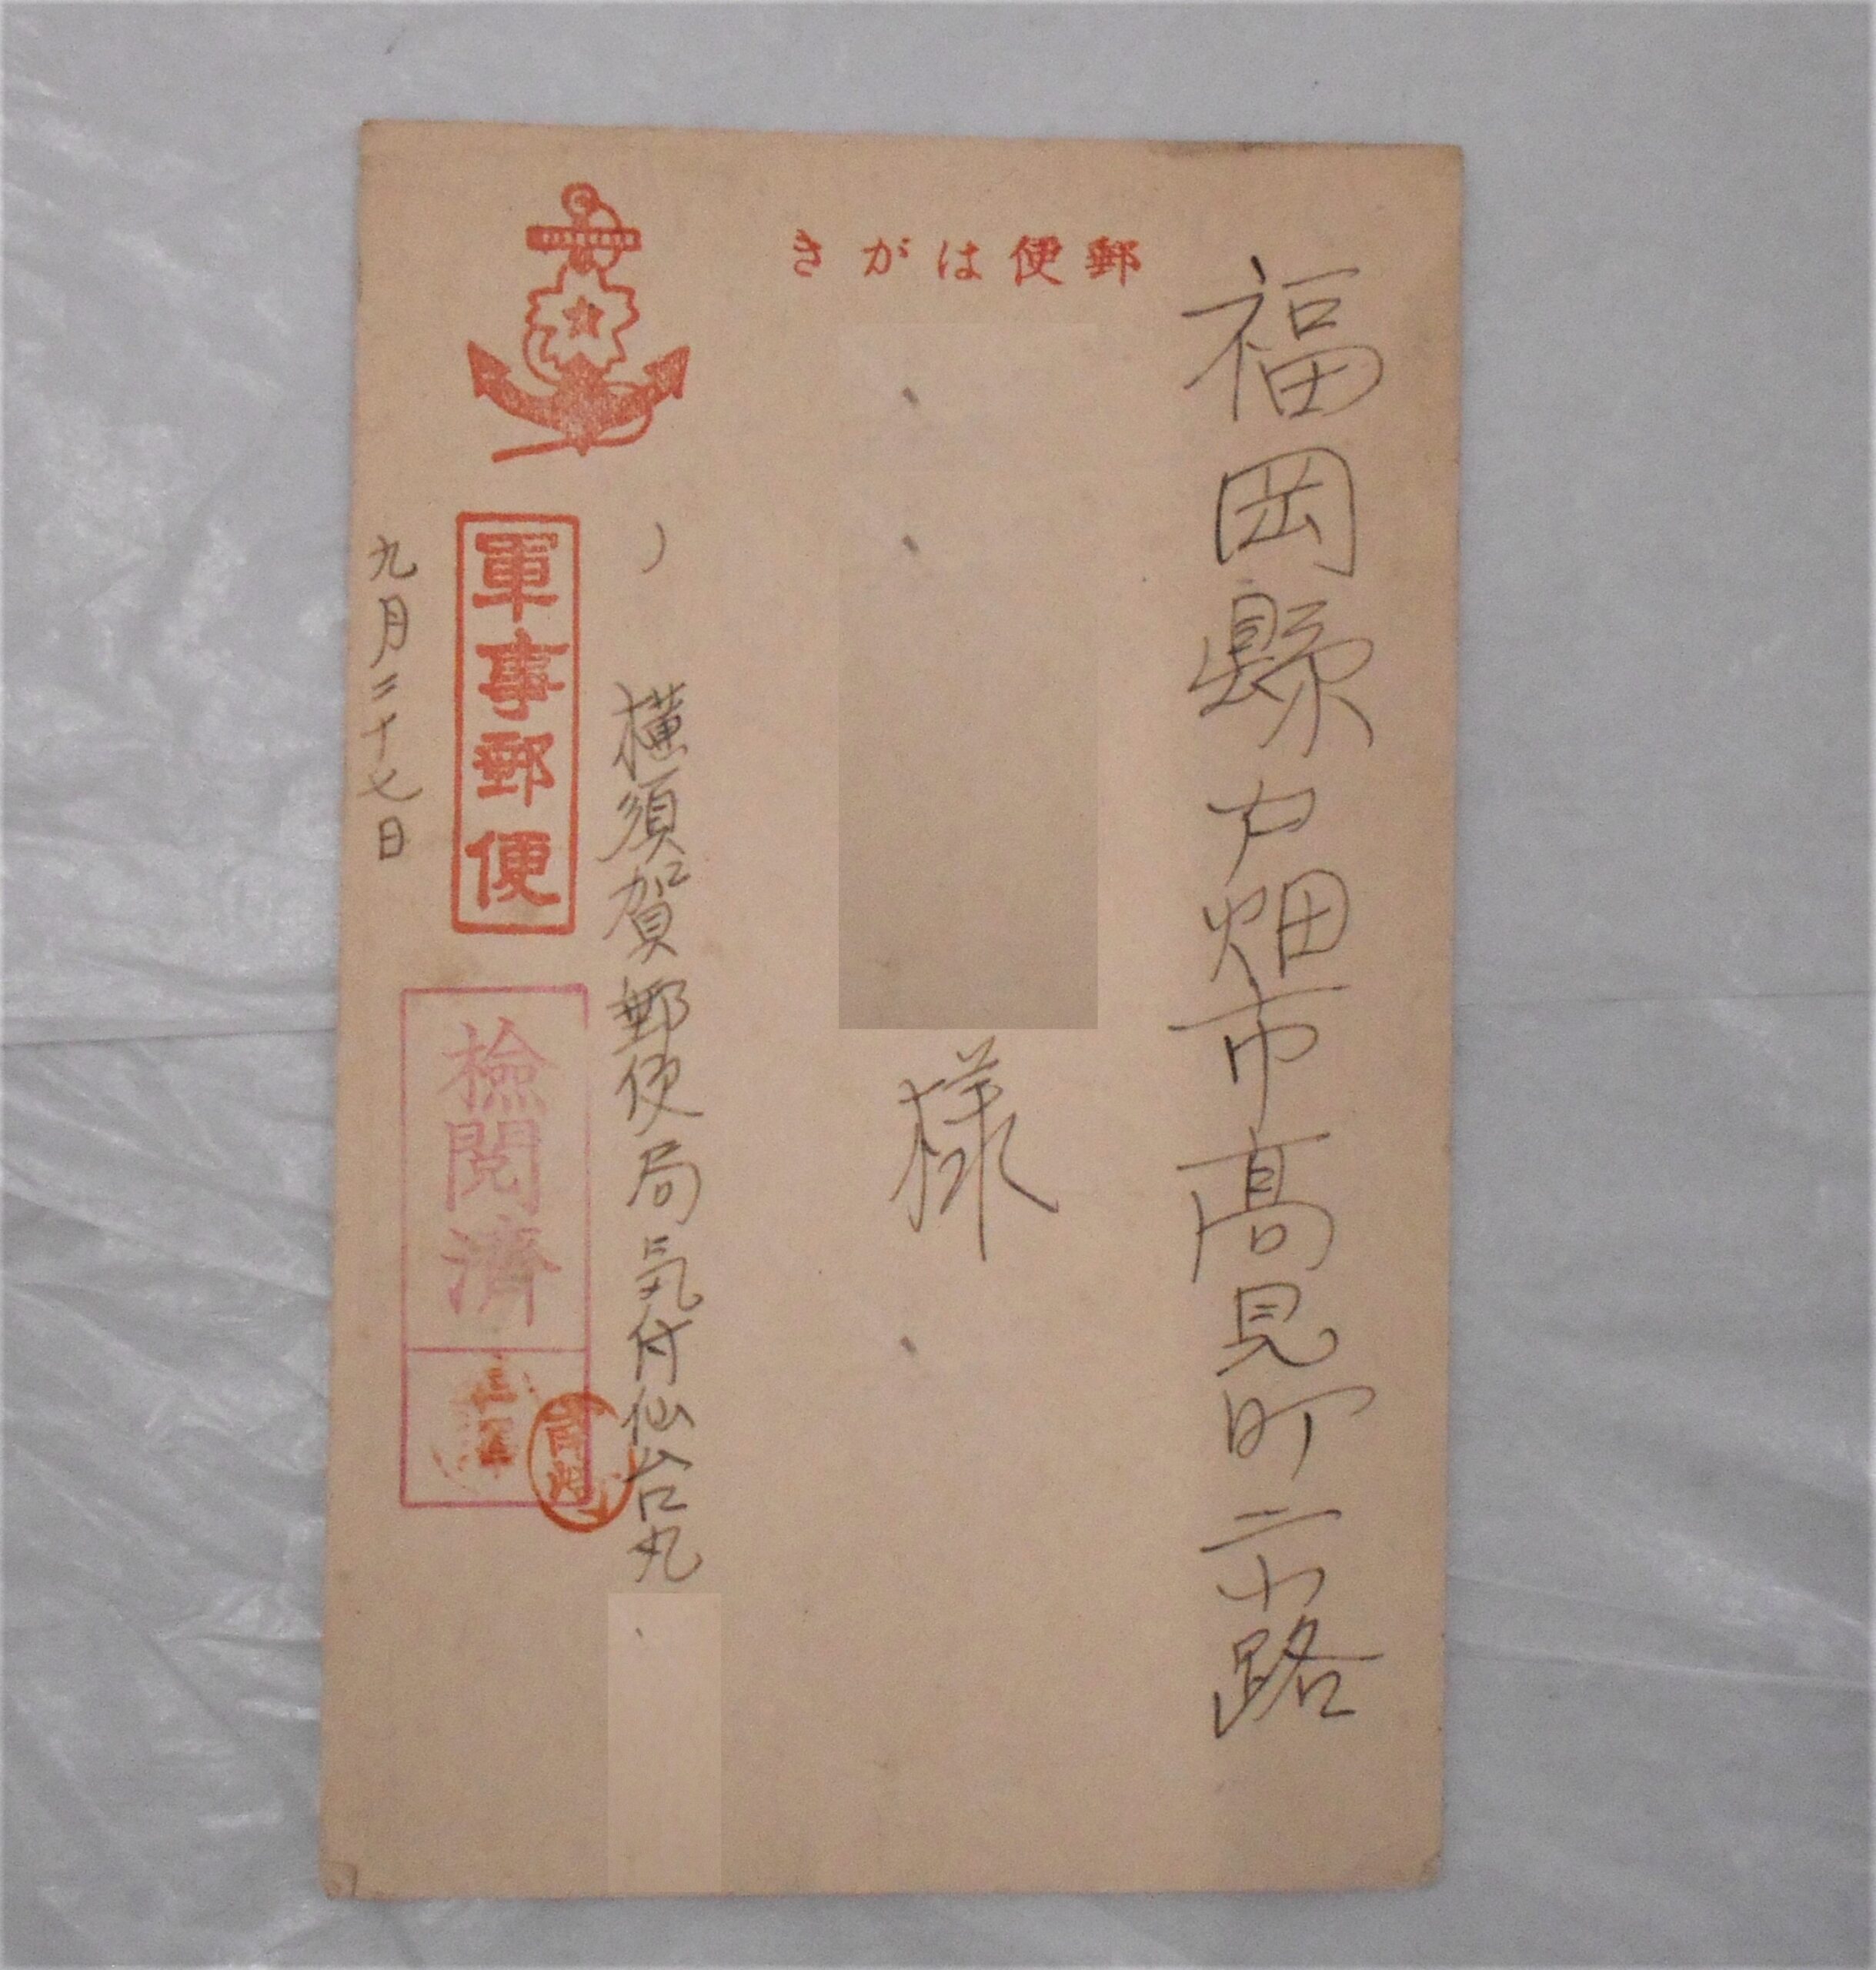 郵便はがき
福岡縣戸畑市高見町六路
様
横須賀郵便局気付仙台丸
軍事郵便
検閲済
九月二十七日